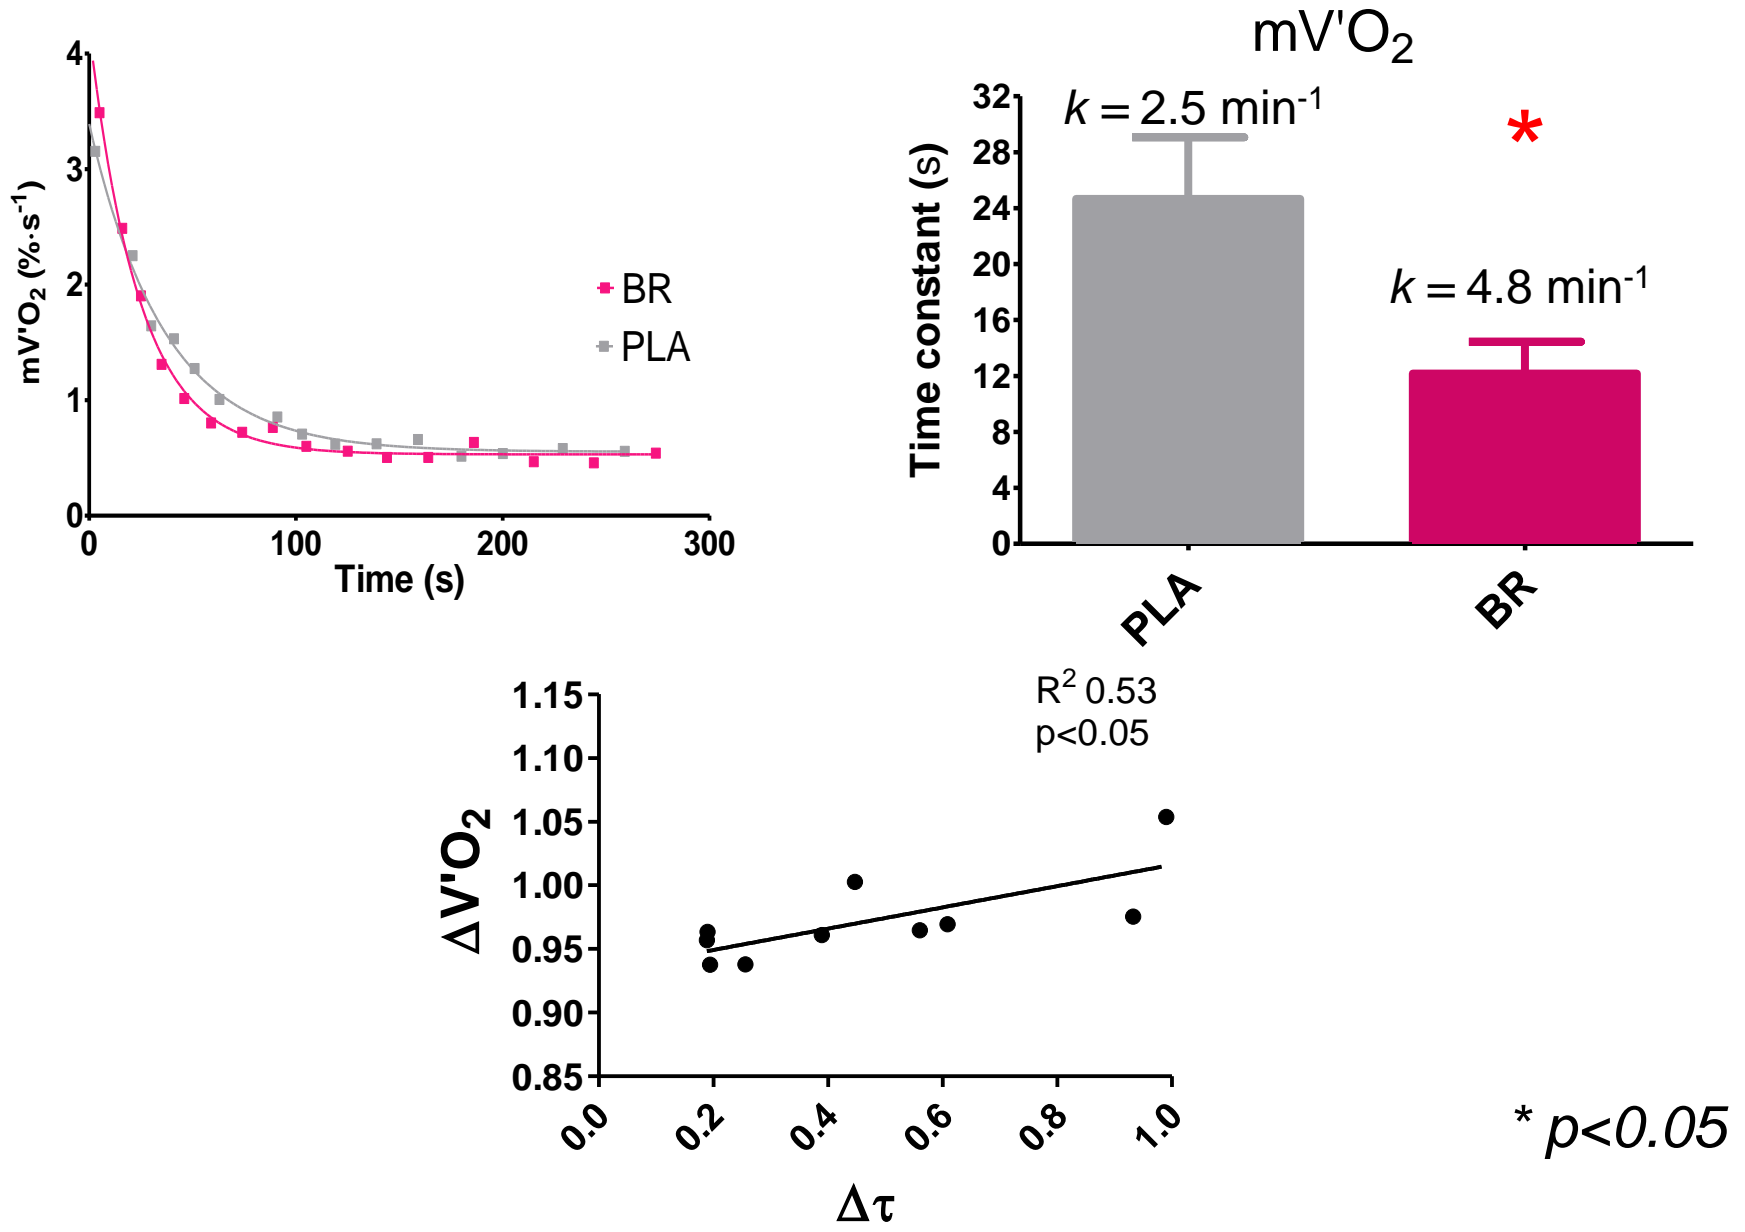 4
3
2
1
0
mV'O₂ (%·s⁻¹)
0 100 200 300
Time (s)
BR
PLA
mV'O₂
k = 2.5 min⁻¹
*
k = 4.8 min⁻¹
32
28
24
20
16
12
8
4
0
Time constant (s)
PLA BR
R² 0.53
p<0.05
1.15
1.10
1.05
1.00
0.95
0.90
0.85
ΔV'O₂
0.0 0.2 0.4 0.6 0.8 1.0
Δτ
* p<0.05